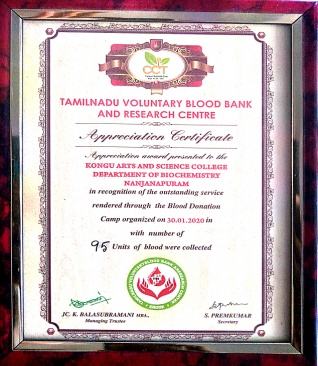 CCT
TAMILNADU VOLUNTARY BLOOD BANK
AND RESEARCH CENTRE
Appreciation Certificate
Appreciation award presented to the
KONGU ARTS AND SCIENCE COLLEGE
DEPARTMENT OF BIOCHEMISTRY
NANJANAPURAM
in recognition of the outstanding service
rendered through the Blood Donation
Camp organized on 30.01.2020 in
with number of
95 Units of blood were collected
JC. K. BALASUBRAMANI MBA.,
Managing Trustee
S. PREMKUMAR
Secretary